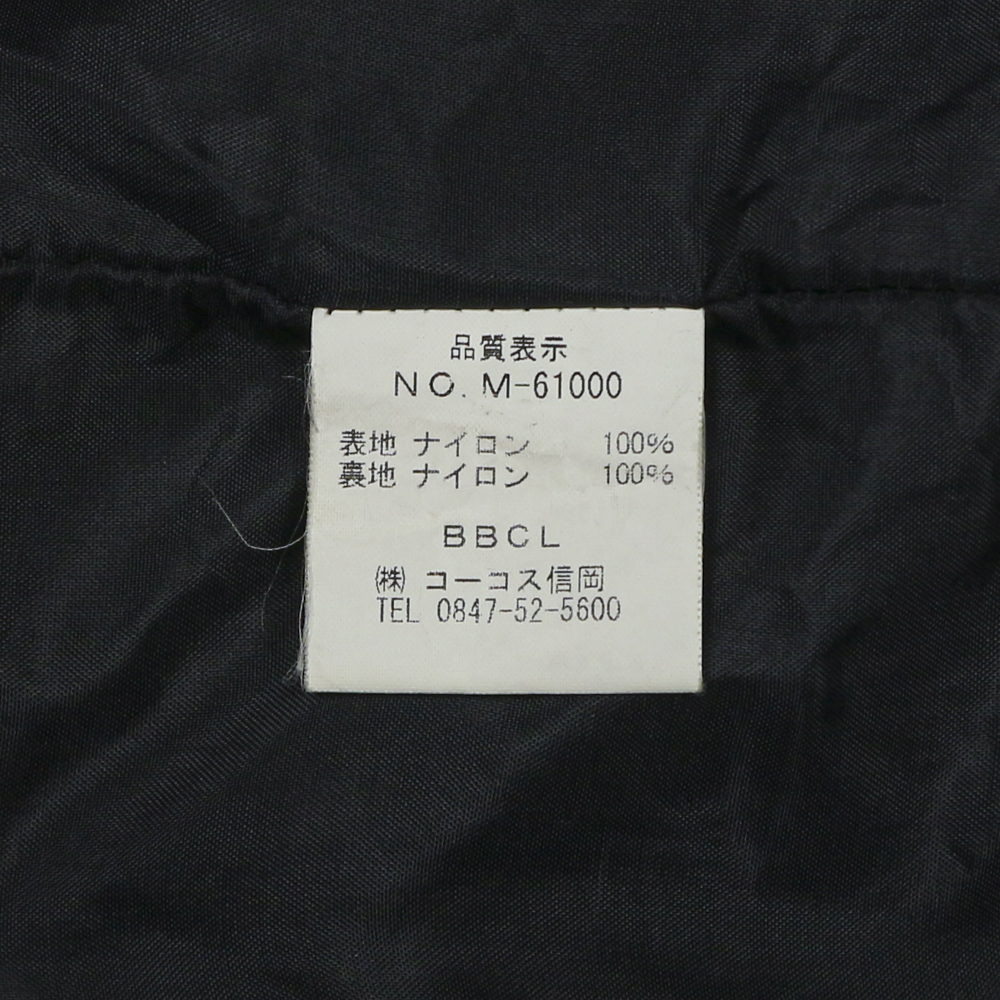 品質表示
NO. M-61000
表地 ナイロン 100%
裏地 ナイロン 100%
BBCL
㈱ コーコス信岡
TEL 0847-52-5600